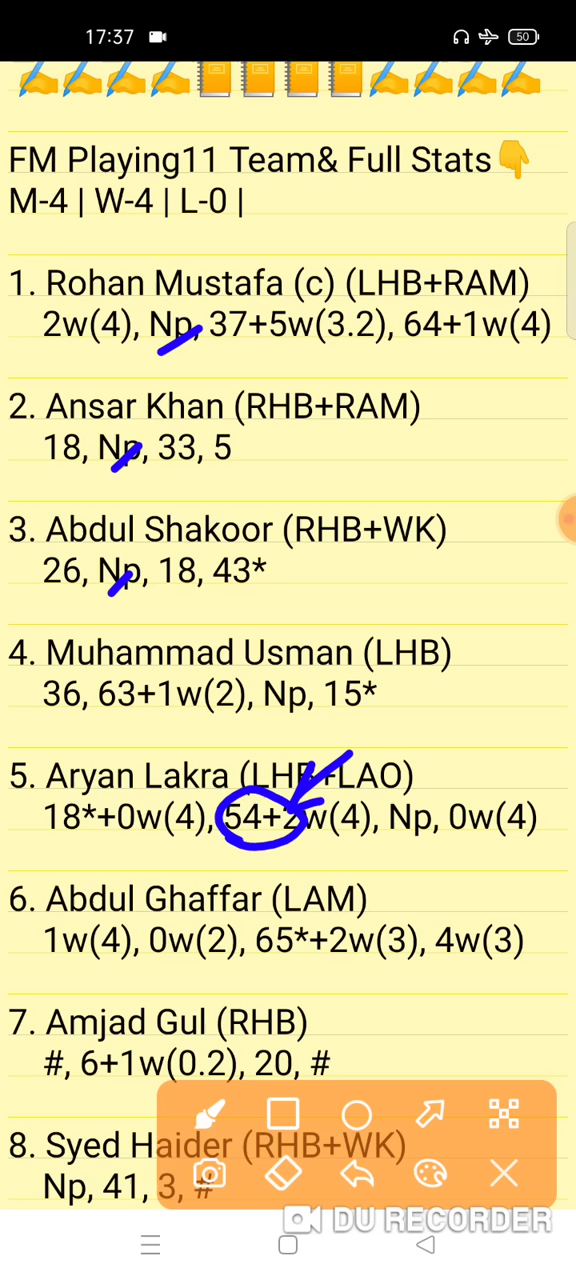 17:37
50
FM Playing11 Team& Full Stats👇
M-4 | W-4 | L-0 |
1. Rohan Mustafa (c) (LHB+RAM)
2w(4), Np, 37+5w(3.2), 64+1w(4)
2. Ansar Khan (RHB+RAM)
18, Np, 33, 5
3. Abdul Shakoor (RHB+WK)
26, Np, 18, 43*
4. Muhammad Usman (LHB)
36, 63+1w(2), Np, 15*
5. Aryan Lakra (LHB+LAO)
18*+0w(4), 54+2w(4), Np, 0w(4)
6. Abdul Ghaffar (LAM)
1w(4), 0w(2), 65*+2w(3), 4w(3)
7. Amjad Gul (RHB)
#, 6+1w(0.2), 20, #
8. Syed Haider (RHB+WK)
Np, 41, 3, #
DU RECORDER